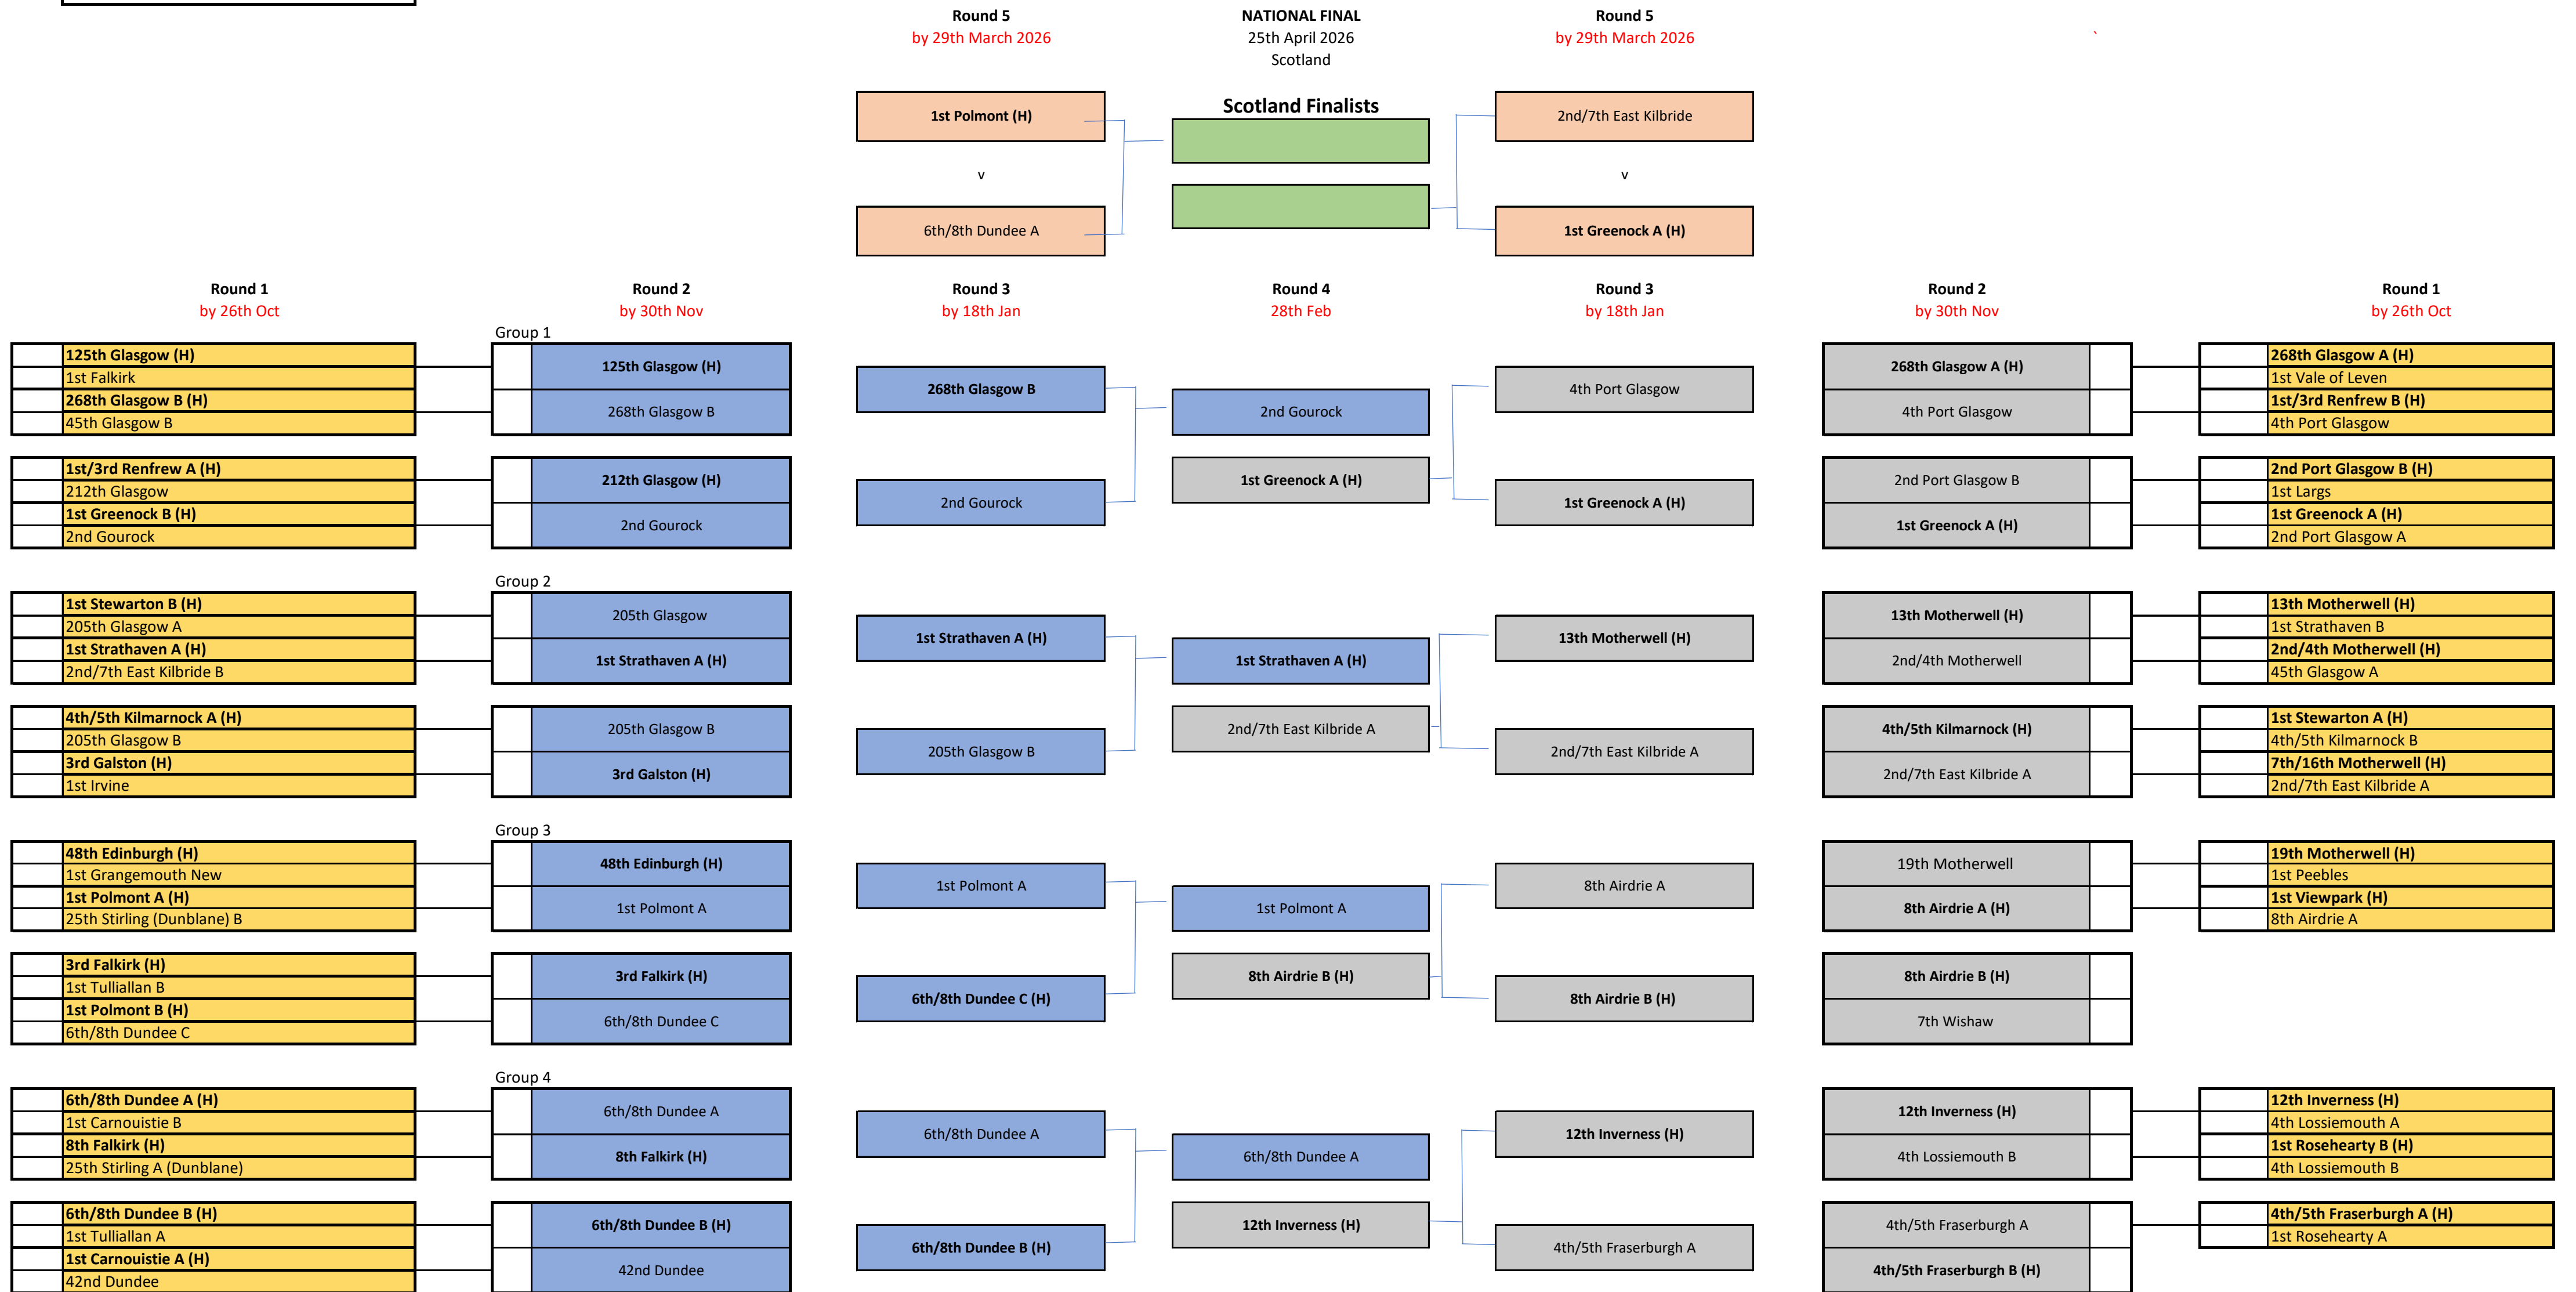 Round 5
by 29th March 2026
NATIONAL FINAL
25th April 2026
Scotland
Round 5
by 29th March 2026
`
Scotland Finalists
1st Polmont (H)
v
6th/8th Dundee A
2nd/7th East Kilbride
v
1st Greenock A (H)
Round 1
by 26th Oct
Round 2
by 30th Nov
Round 3
by 18th Jan
Round 4
28th Feb
Round 3
by 18th Jan
Round 2
by 30th Nov
Round 1
by 26th Oct
Group 1
125th Glasgow (H)
1st Falkirk
268th Glasgow B (H)
45th Glasgow B
125th Glasgow (H)
268th Glasgow B
268th Glasgow B
2nd Gourock
4th Port Glasgow
268th Glasgow A (H)
4th Port Glasgow
268th Glasgow A (H)
1st Vale of Leven
1st/3rd Renfrew B (H)
4th Port Glasgow
1st/3rd Renfrew A (H)
212th Glasgow
1st Greenock B (H)
2nd Gourock
212th Glasgow (H)
2nd Gourock
2nd Gourock
1st Greenock A (H)
1st Greenock A (H)
2nd Port Glasgow B
1st Greenock A (H)
2nd Port Glasgow B (H)
1st Largs
1st Greenock A (H)
2nd Port Glasgow A
Group 2
1st Stewarton B (H)
205th Glasgow A
1st Strathaven A (H)
2nd/7th East Kilbride B
205th Glasgow
1st Strathaven A (H)
1st Strathaven A (H)
1st Strathaven A (H)
13th Motherwell (H)
13th Motherwell (H)
2nd/4th Motherwell
13th Motherwell (H)
1st Strathaven B
2nd/4th Motherwell (H)
45th Glasgow A
4th/5th Kilmarnock A (H)
205th Glasgow B
3rd Galston (H)
1st Irvine
205th Glasgow B
3rd Galston (H)
205th Glasgow B
2nd/7th East Kilbride A
2nd/7th East Kilbride A
4th/5th Kilmarnock (H)
2nd/7th East Kilbride A
1st Stewarton A (H)
4th/5th Kilmarnock B
7th/16th Motherwell (H)
2nd/7th East Kilbride A
Group 3
48th Edinburgh (H)
1st Grangemouth New
1st Polmont A (H)
25th Stirling (Dunblane) B
48th Edinburgh (H)
1st Polmont A
1st Polmont A
1st Polmont A
8th Airdrie A
19th Motherwell
8th Airdrie A (H)
19th Motherwell (H)
1st Peebles
1st Viewpark (H)
8th Airdrie A
3rd Falkirk (H)
1st Tulliallan B
1st Polmont B (H)
6th/8th Dundee C
3rd Falkirk (H)
6th/8th Dundee C
6th/8th Dundee C (H)
8th Airdrie B (H)
8th Airdrie B (H)
8th Airdrie B (H)
7th Wishaw
Group 4
6th/8th Dundee A (H)
1st Carnouistie B
8th Falkirk (H)
25th Stirling A (Dunblane)
6th/8th Dundee A
8th Falkirk (H)
6th/8th Dundee A
6th/8th Dundee A
12th Inverness (H)
12th Inverness (H)
4th Lossiemouth B
12th Inverness (H)
4th Lossiemouth A
1st Rosehearty B (H)
4th Lossiemouth B
6th/8th Dundee B (H)
1st Tulliallan A
1st Carnouistie A (H)
42nd Dundee
6th/8th Dundee B (H)
42nd Dundee
6th/8th Dundee B (H)
12th Inverness (H)
4th/5th Fraserburgh A
4th/5th Fraserburgh A
4th/5th Fraserburgh B (H)
4th/5th Fraserburgh A (H)
1st Rosehearty A